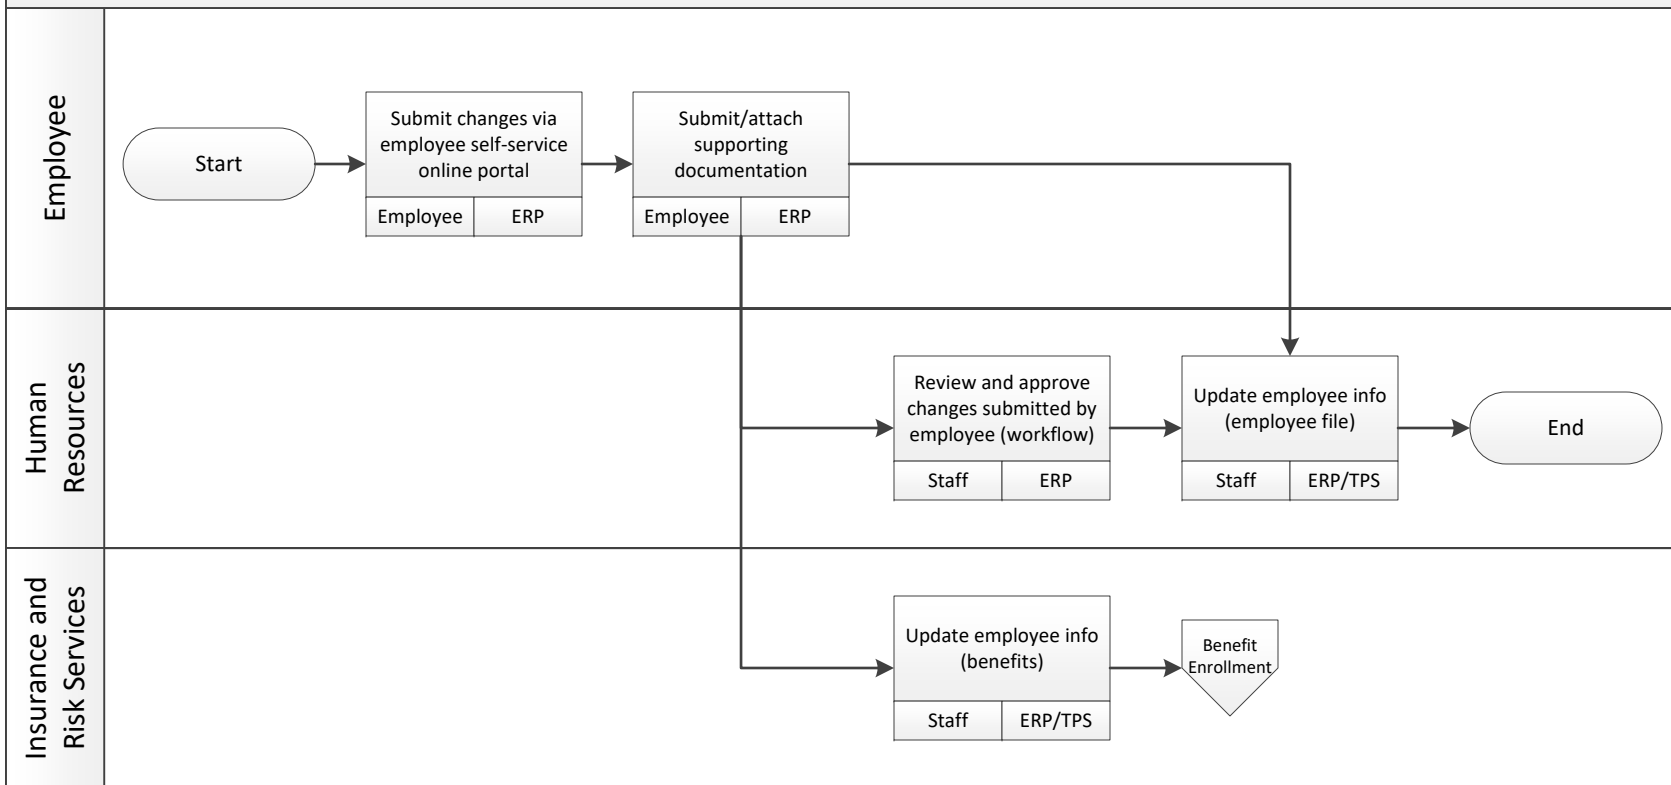 Employee
Start
Submit changes via
employee self-service
online portal
Employee
ERP
Submit/attach
supporting
documentation
Employee
ERP
Human
Resources
Review and approve
changes submitted by
employee (workflow)
Staff
ERP
Update employee info
(employee file)
Staff
ERP/TPS
End
Insurance and
Risk Services
Update employee info
(benefits)
Staff
ERP/TPS
Benefit
Enrollment